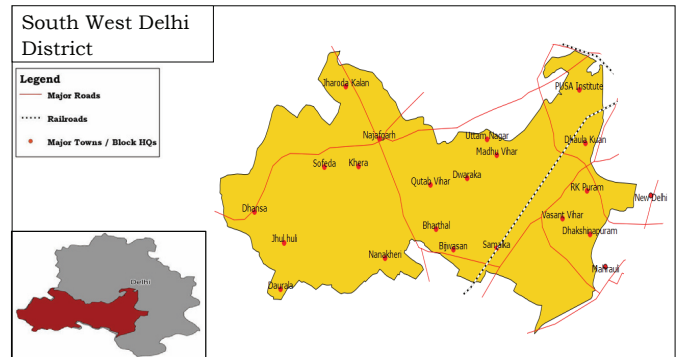 South West Delhi
District
Legend
Major Roads
Railroads
Major Towns / Block HQs
Jharoda Kalan
PUSA Institute
Najafgarh
Uttam Nagar
Dhaula Kuan
Madhu Vihar
Sofeda
Khera
Dwaraka
Qutab Vihar
RK Puram
New Delhi
Dhansa
Vasant Vihar
Bharthal
Dhakshinapuram
Jhul huli
Bijwasan
Samalka
Nanakheri
Mahrauli
Daurala
Delhi